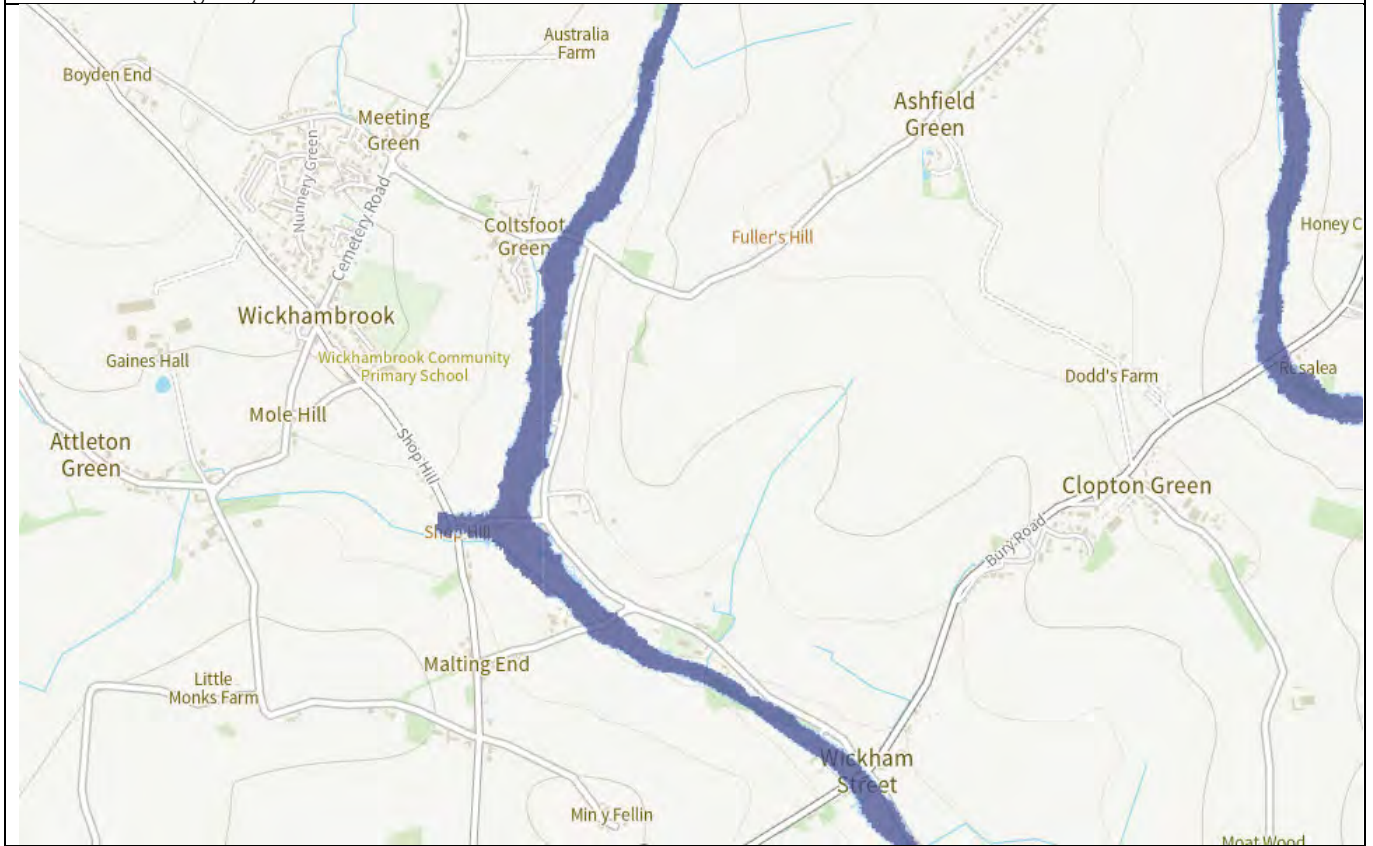 Australia
Farm
Boyden End
Ashfield
Green
Meeting
Green
Nunnery Green
Cemetery Road
Coltsfoot
Green
Fuller's Hill
Honey C
Wickhambrook
Gaines Hall
Wickhambrook Community
Primary School
Rosalea
Dodd's Farm
Mole Hill
Attleton
Green
Shop Hill
Clopton Green
Shop Hill
Bury Road
Malting End
Little
Monks Farm
Wickham
Street
Min y Fellin
Moat Wood